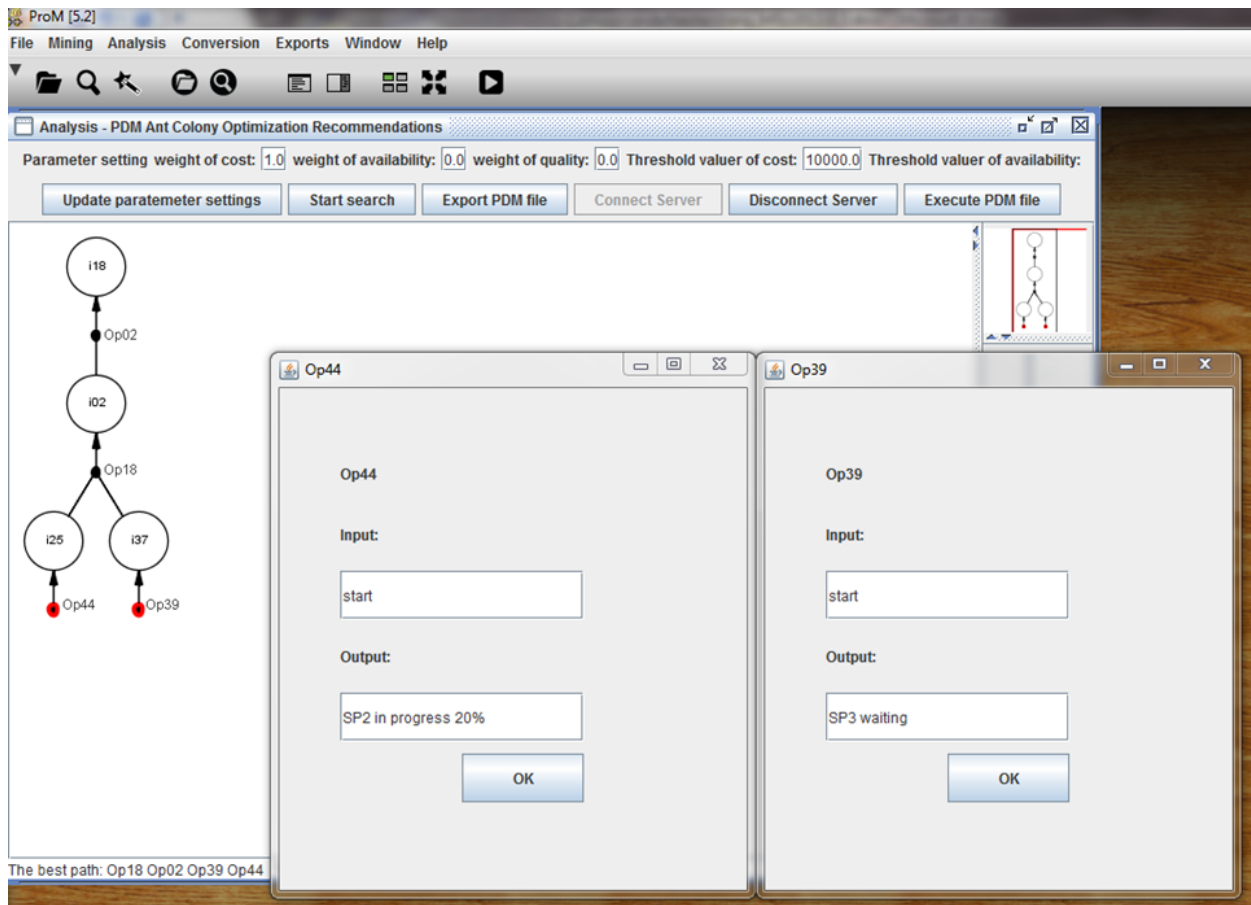 ProM [5.2]
File Mining Analysis Conversion Exports Window Help
Analysis - PDM Ant Colony Optimization Recommendations
Parameter setting weight of cost: 1.0 weight of availability: 0.0 weight of quality: 0.0 Threshold valuer of cost: 10000.0 Threshold valuer of availability:
Update paratemeter settings Start search Export PDM file Connect Server Disconnect Server Execute PDM file
i18
Op02
i02
Op18
i25 i37
Op44 Op39
The best path: Op18 Op02 Op39 Op44
Op44
Op44
Input:
start
Output:
SP2 in progress 20%
OK
Op39
Op39
Input:
start
Output:
SP3 waiting
OK